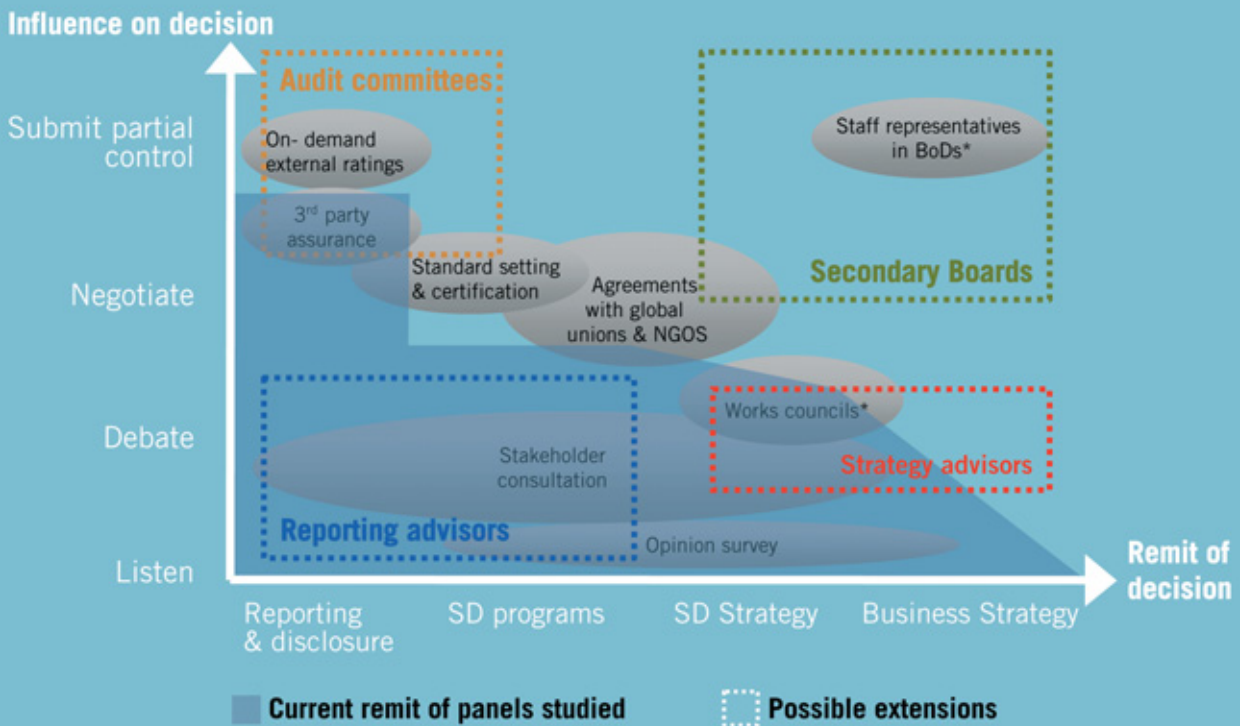 Influence on decision
Audit committees
Submit partial
control
On- demand
external ratings
Staff representatives
in BoDs*
3rd party
assurance
Standard setting
& certification
Secondary Boards
Negotiate
Agreements
with global
unions & NGOS
Works councils*
Debate
Stakeholder
consultation
Strategy advisors
Reporting advisors
Opinion survey
Listen
Remit of
decision
Reporting
& disclosure
SD programs
SD Strategy
Business Strategy
Current remit of panels studied
Possible extensions